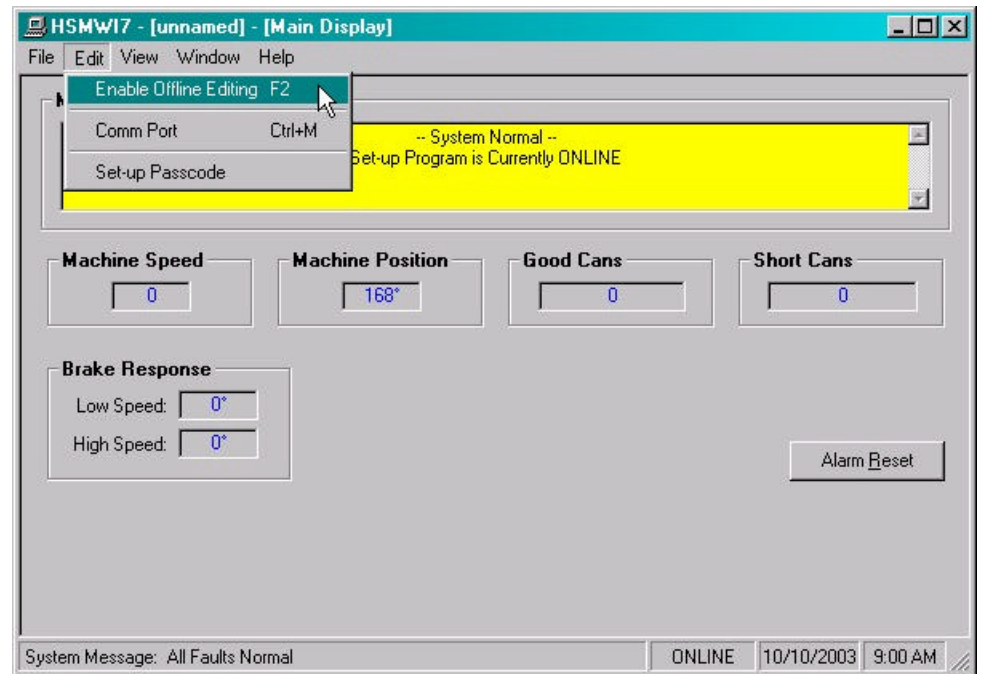 HSMWI7 - [unnamed] - [Main Display]
File Edit View Window Help
Enable Offline Editing F2
Comm Port Ctrl+M
Set-up Passcode
-- System Normal --
Set-up Program is Currently ONLINE
Machine Speed Machine Position Good Cans Short Cans
0 168° 0 0
Brake Response
Low Speed: 0°
High Speed: 0°
Alarm Reset
System Message: All Faults Normal ONLINE 10/10/2003 9:00 AM